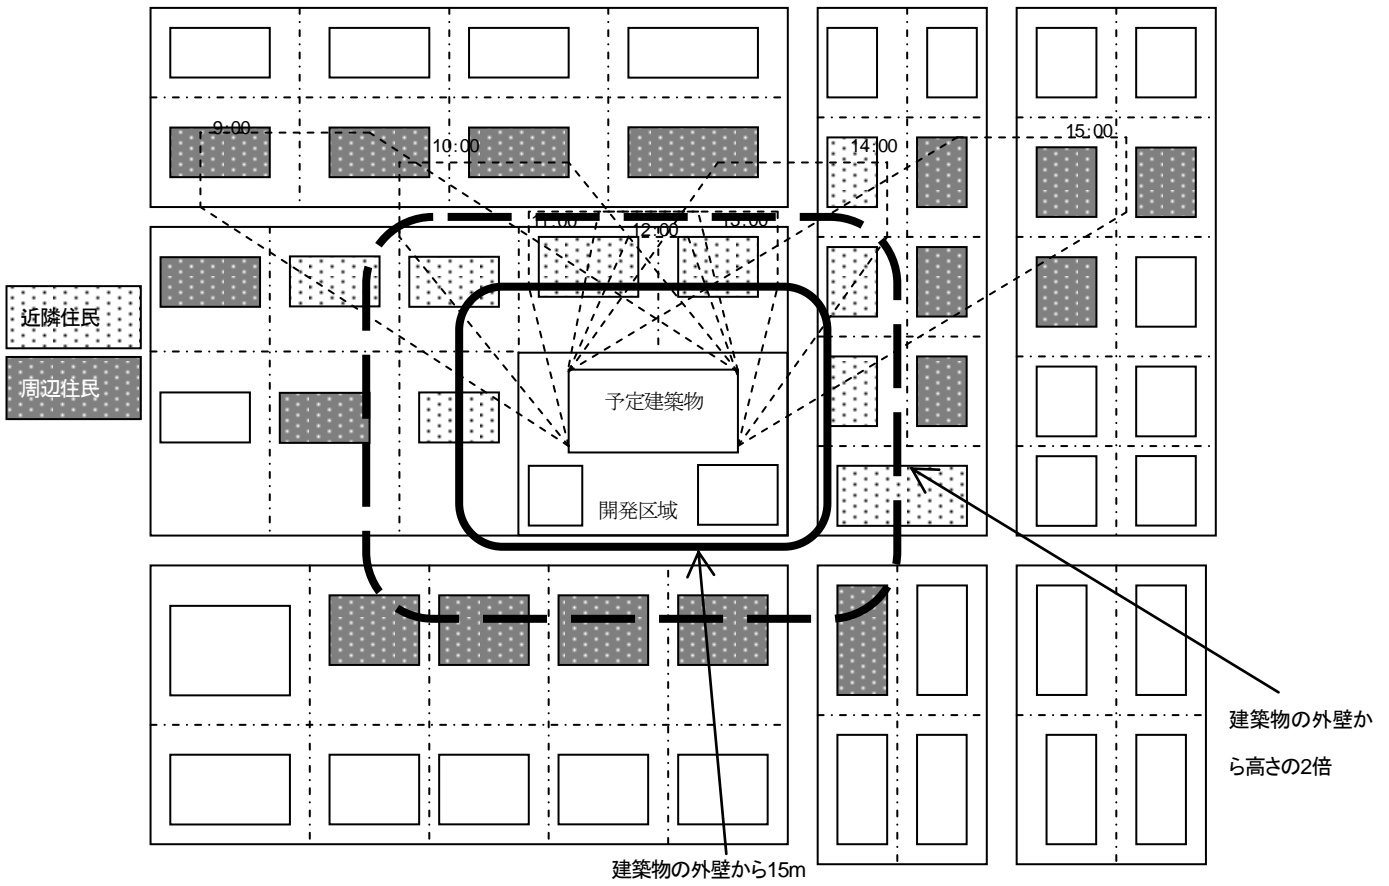 9:00
10:00
14:00
15:00
11:00
12:00
13:00
近隣住民
周辺住民
予定建築物
開発区域
建築物の外壁か
ら高さの2倍
建築物の外壁から15m